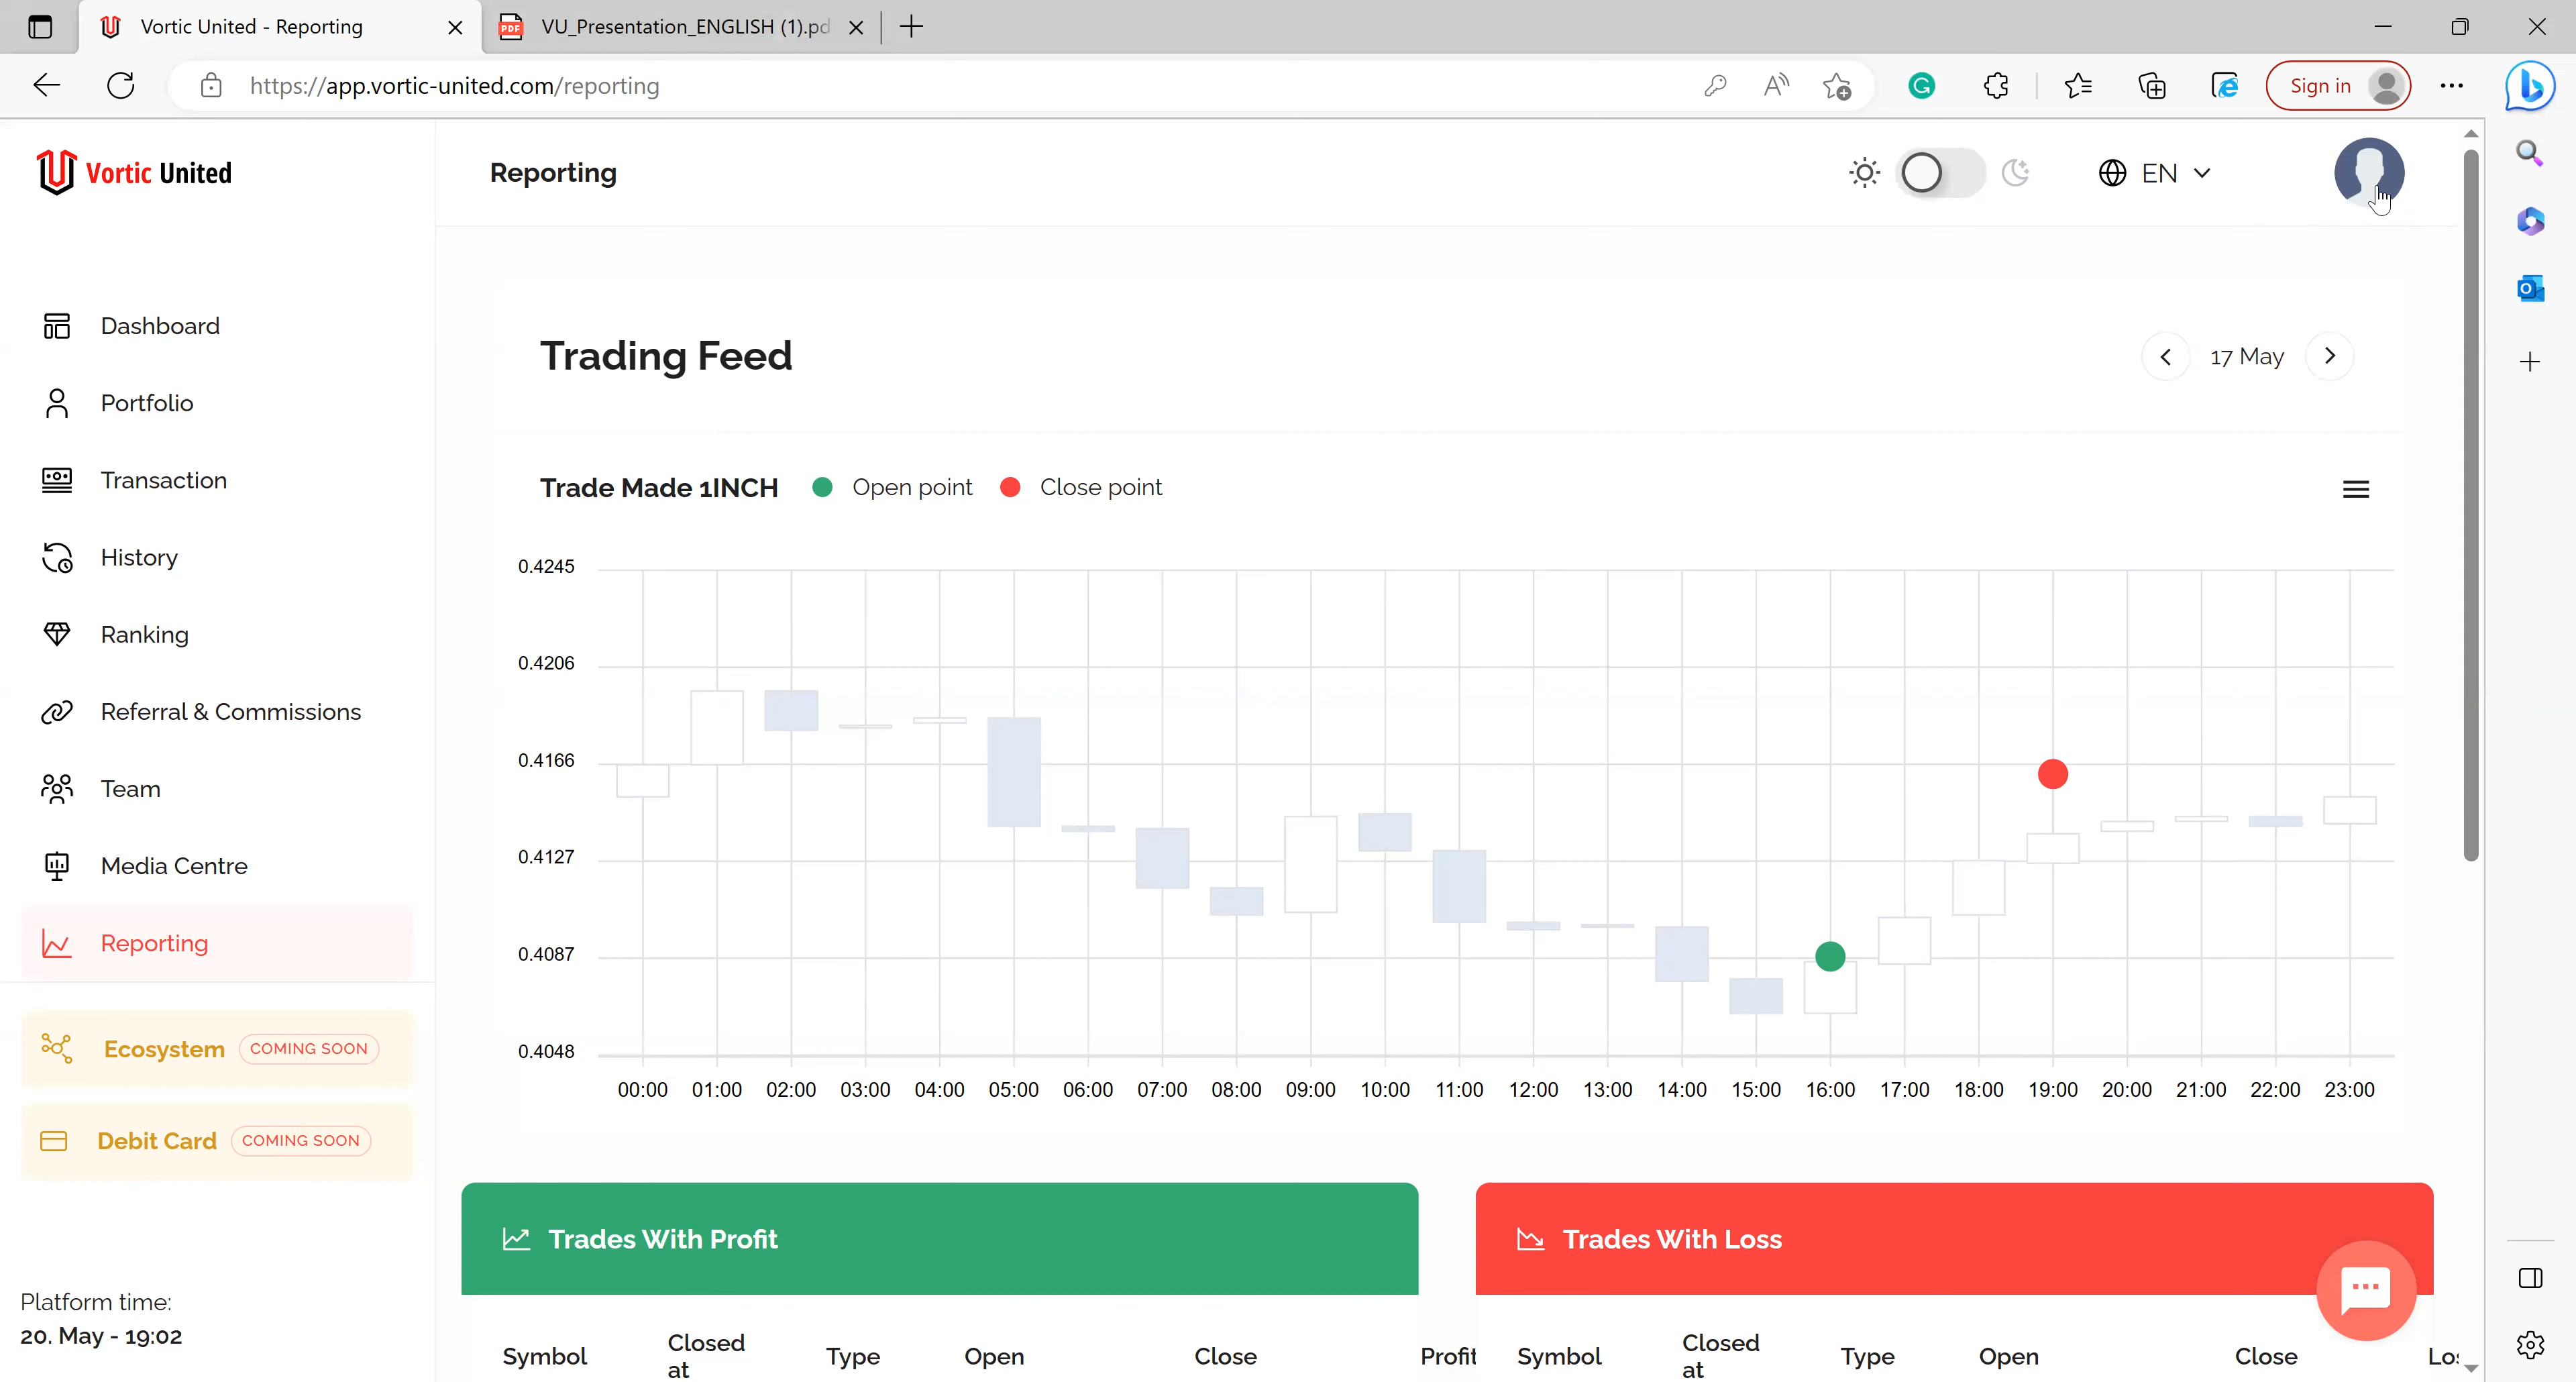 Vortic United - Reporting
VU_Presentation_ENGLISH (1).pd
https://app.vortic-united.com/reporting
Sign in
Vortic United
Reporting
EN
Dashboard
Portfolio
Transaction
History
Ranking
Referral & Commissions
Team
Media Centre
Reporting
Ecosystem COMING SOON
Debit Card COMING SOON
Platform time:
20. May - 19:02
Trading Feed
17 May
Trade Made 1INCH Open point Close point
0.4245
0.4206
0.4166
0.4127
0.4087
0.4048
00:00 01:00 02:00 03:00 04:00 05:00 06:00 07:00 08:00 09:00 10:00 11:00 12:00 13:00 14:00 15:00 16:00 17:00 18:00 19:00 20:00 21:00 22:00 23:00
Trades With Profit
Symbol Closed at Type Open Close Profit
Trades With Loss
Symbol Closed at Type Open Close Los